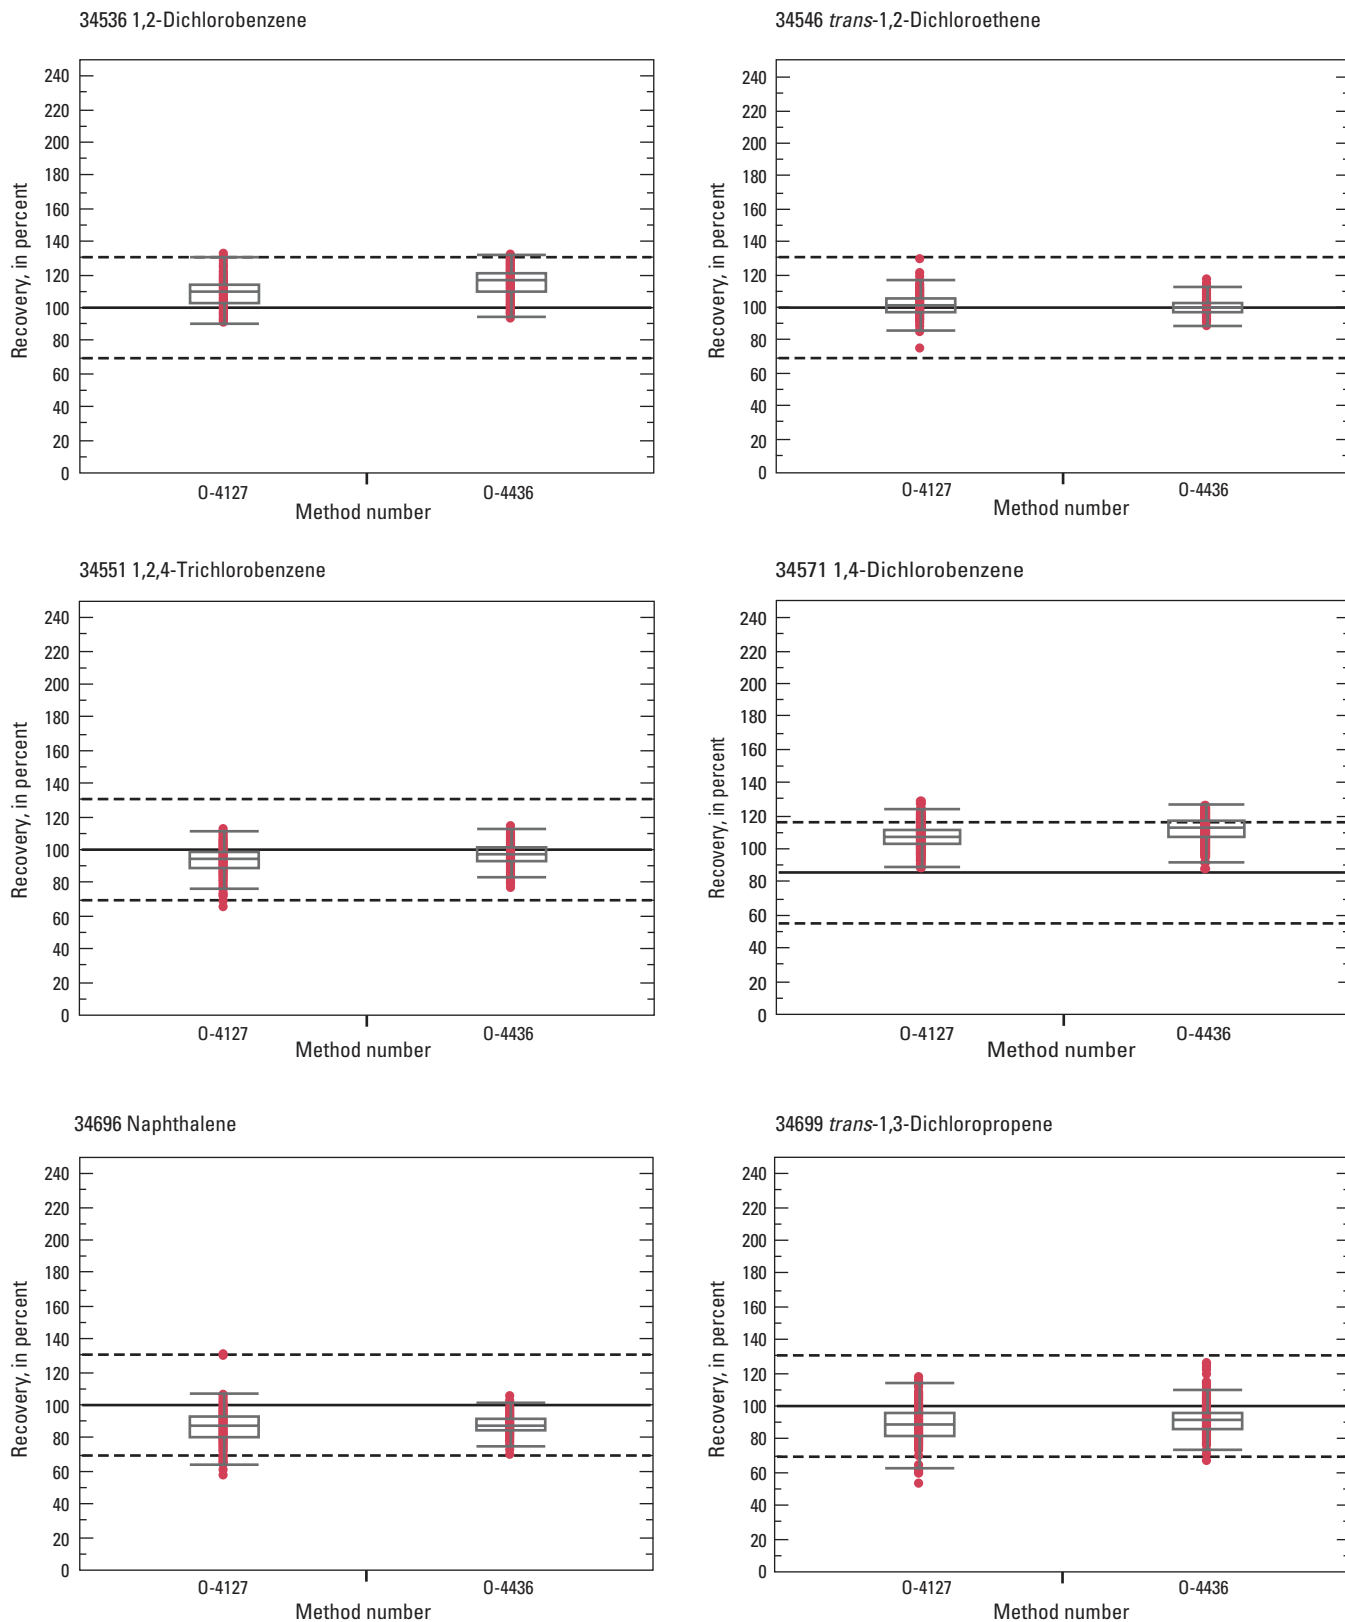 34536 1,2-Dichlorobenzene
Recovery, in percent
240
220
200
180
160
140
120
100
80
60
40
20
0
O-4127
O-4436
Method number
34546 trans-1,2-Dichloroethene
Recovery, in percent
240
220
200
180
160
140
120
100
80
60
40
20
0
O-4127
O-4436
Method number
34551 1,2,4-Trichlorobenzene
Recovery, in percent
240
220
200
180
160
140
120
100
80
60
40
20
0
O-4127
O-4436
Method number
34571 1,4-Dichlorobenzene
Recovery, in percent
240
220
200
180
160
140
120
100
80
60
40
20
0
O-4127
O-4436
Method number
34696 Naphthalene
Recovery, in percent
240
220
200
180
160
140
120
100
80
60
40
20
0
O-4127
O-4436
Method number
34699 trans-1,3-Dichloropropene
Recovery, in percent
240
220
200
180
160
140
120
100
80
60
40
20
0
O-4127
O-4436
Method number